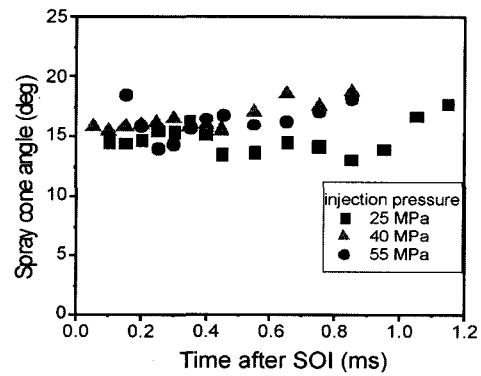 25
20
15
10
5
0
Spray cone angle (deg)
injection pressure
25 MPa
40 MPa
55 MPa
0.0 0.2 0.4 0.6 0.8 1.0 1.2
Time after SOI (ms)